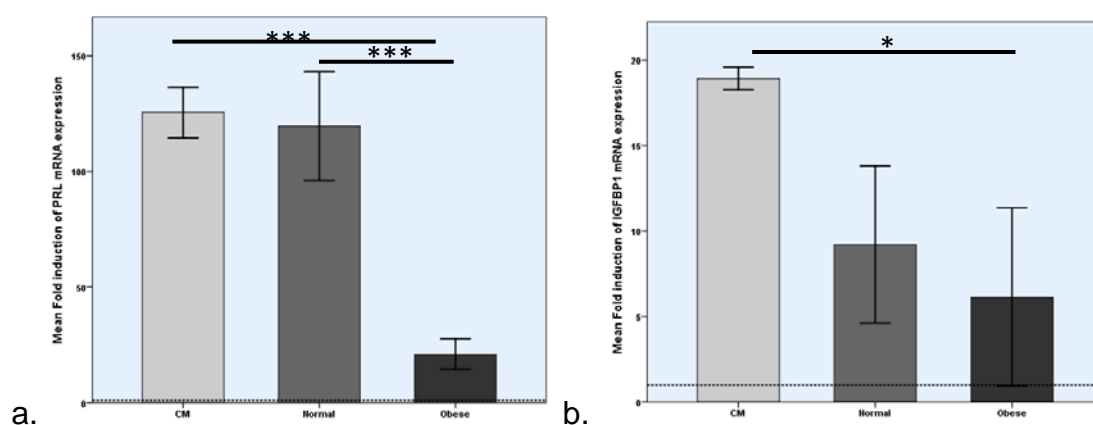 ***
***
Mean Fold induction of PRL mRNA expression
150
100
50
0
CM Normal Obese
a.
*
Mean Fold induction of IGFBP1 mRNA expression
20
15
10
5
0
CM Normal Obese
b.